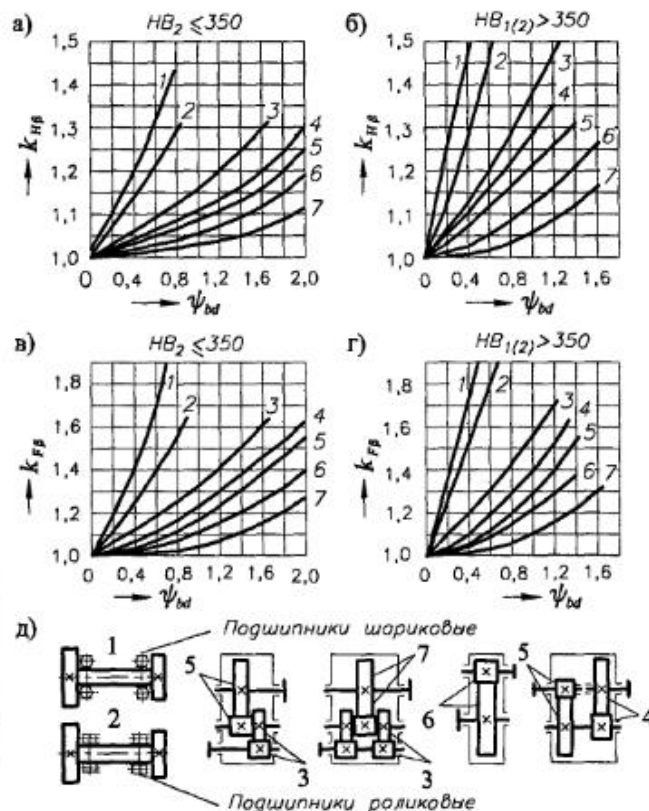 а) HB₂ ≤ 350
б) HB₁₍₂₎ > 350
1,5
1,4
1,3
1,2
1,1
1,0
k_Hβ
1 2 3 4 5 6 7
0 0,4 0,8 1,2 1,6 2,0
ψ_bd
1,5
1,4
1,3
1,2
1,1
1,0
k_Hβ
1 2 3 4 5 6 7
0 0,4 0,8 1,2 1,6
ψ_bd
в) HB₂ ≤ 350
г) HB₁₍₂₎ > 350
1,8
1,6
1,4
1,2
1,0
k_Fβ
1 2 3 4 5 6 7
0 0,4 0,8 1,2 1,6 2,0
ψ_bd
1,8
1,6
1,4
1,2
1,0
k_Fβ
1 2 3 4 5 6 7
0 0,4 0,8 1,2 1,6
ψ_bd
д)
Подшипники шариковые
1 5 7 5
2 6 4
3 3
Подшипники роликовые